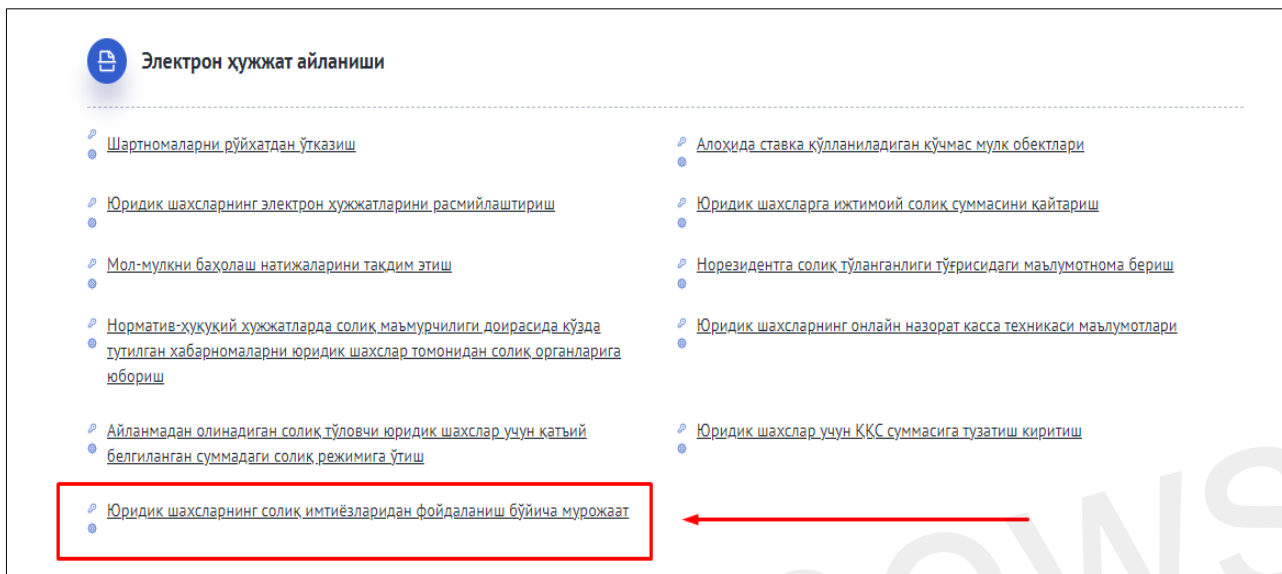 Электрон ҳужжат айланиши
Шартномаларни рўйхатдан ўтказиш
Алоҳида ставка қўлланиладиган кўчмас мулк обектлари
Юридик шахсларнинг электрон ҳужжатларини расмийлаштириш
Юридик шахсларга ижтимоий солиқ суммасини қайтариш
Мол-мулкни баҳолаш натижаларини тақдим этиш
Норезидентга солиқ тўланганлиги тўғрисидаги маълумотнома бериш
Норматив-ҳуқуқий хужжатларда солиқ маъмурчилиги доирасида кўзда
тутилган хабарномаларни юридик шахслар томонидан солиқ органларига
юбориш
Юридик шахсларнинг онлайн назорат касса техникаси маълумотлари
Айланмадан олинадиган солиқ тўловчи юридик шахслар учун қатъий
белгиланган суммадаги солиқ режимига ўтиш
Юридик шахслар учун ҚҚС суммасига тузатиш киритиш
Юридик шахсларнинг солиқ имтиёзларидан фойдаланиш бўйича мурожаат